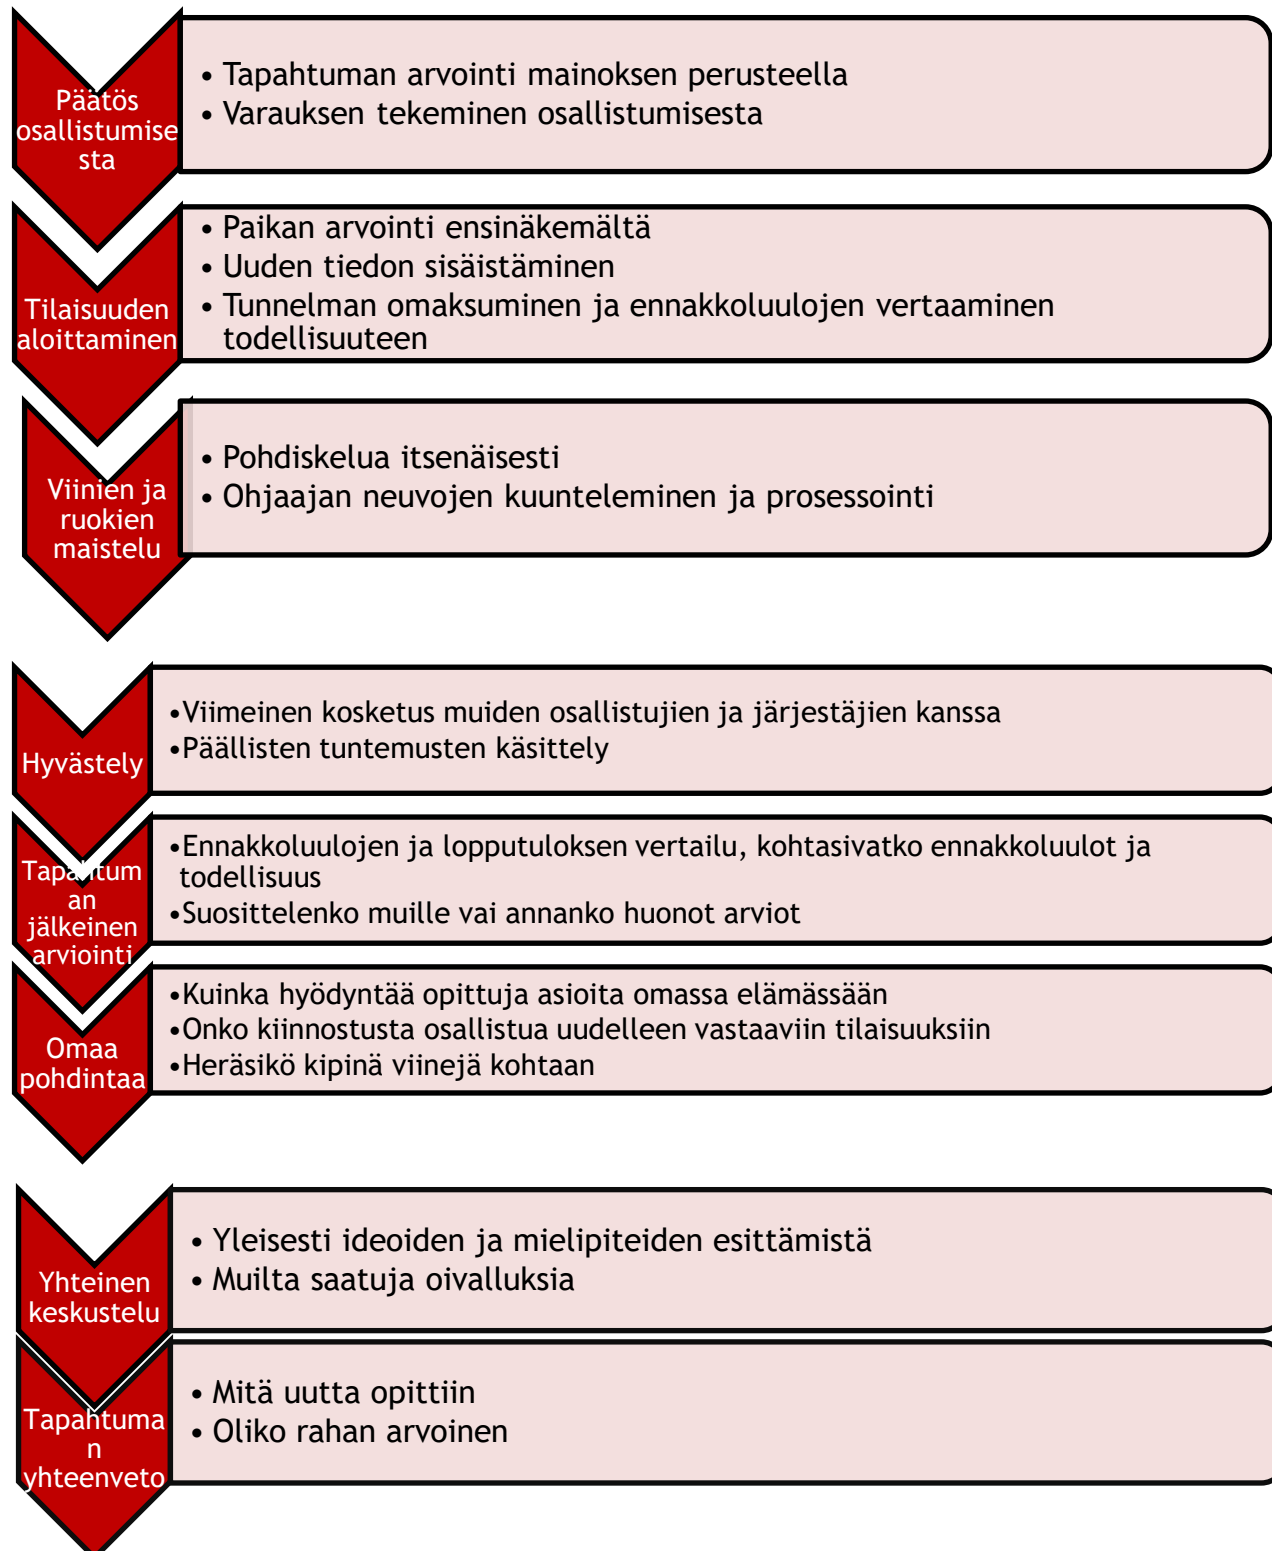 Päätös
osallistumise
sta
• Tapahtuman arvointi mainoksen perusteella
• Varauksen tekeminen osallistumisesta
Tilaisuuden
aloittaminen
• Paikan arvointi ensinäkemältä
• Uuden tiedon sisäistäminen
• Tunnelman omaksuminen ja ennakkoluulojen vertaaminen
todellisuuteen
Viinien ja
ruokien
maistelu
• Pohdiskelua itsenäisesti
• Ohjaajan neuvojen kuunteleminen ja prosessointi
Hyvästely
•Viimeinen kosketus muiden osallistujien ja järjestäjien kanssa
•Päällisten tuntemusten käsittely
Tapahtum
an
jälkeinen
arviointi
•Ennakkoluulojen ja lopputuloksen vertailu, kohtasivatko ennakkoluulot ja
todellisuus
•Suosittelenko muille vai annanko huonot arviot
Omaa
pohdintaa
•Kuinka hyödyntää opittuja asioita omassa elämässään
•Onko kiinnostusta osallistua uudelleen vastaaviin tilaisuuksiin
•Heräsikö kipinä viinejä kohtaan
Yhteinen
keskustelu
• Yleisesti ideoiden ja mielipiteiden esittämistä
• Muilta saatuja oivalluksia
Tapahtuma
n
yhteenveto
• Mitä uutta opittiin
• Oliko rahan arvoinen